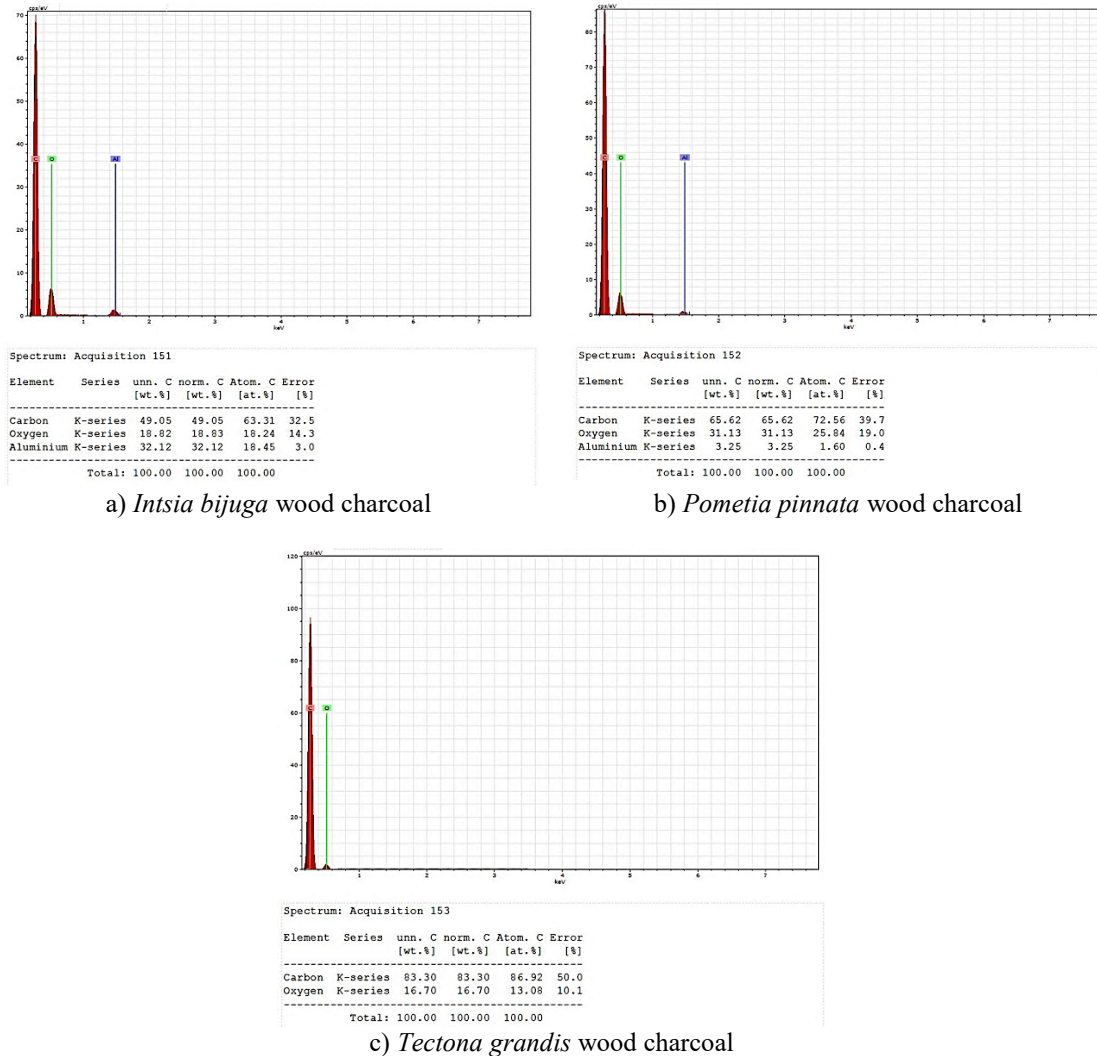 cps/eV
70
60
50
40
30
20
10
0
C O Al
1 2 3 4 5 6 7
keV
Spectrum: Acquisition 151
Element Series unn. C norm. C Atom. C Error
[wt.%] [wt.%] [at.%] [%]
Carbon K-series 49.05 49.05 63.31 32.5
Oxygen K-series 18.82 18.83 18.24 14.3
Aluminium K-series 32.12 32.12 18.45 3.0
Total: 100.00 100.00 100.00
a) Intsia bijuga wood charcoal
cps/eV
80
70
60
50
40
30
20
10
0
C O Al
1 2 3 4 5 6 7
keV
Spectrum: Acquisition 152
Element Series unn. C norm. C Atom. C Error
[wt.%] [wt.%] [at.%] [%]
Carbon K-series 65.62 65.62 72.56 39.7
Oxygen K-series 31.13 31.13 25.84 19.0
Aluminium K-series 3.25 3.25 1.60 0.4
Total: 100.00 100.00 100.00
b) Pometia pinnata wood charcoal
cps/eV
120
100
80
60
40
20
0
C O
1 2 3 4 5 6 7
keV
Spectrum: Acquisition 153
Element Series unn. C norm. C Atom. C Error
[wt.%] [wt.%] [at.%] [%]
Carbon K-series 83.30 83.30 86.92 50.0
Oxygen K-series 16.70 16.70 13.08 10.1
Total: 100.00 100.00 100.00
c) Tectona grandis wood charcoal